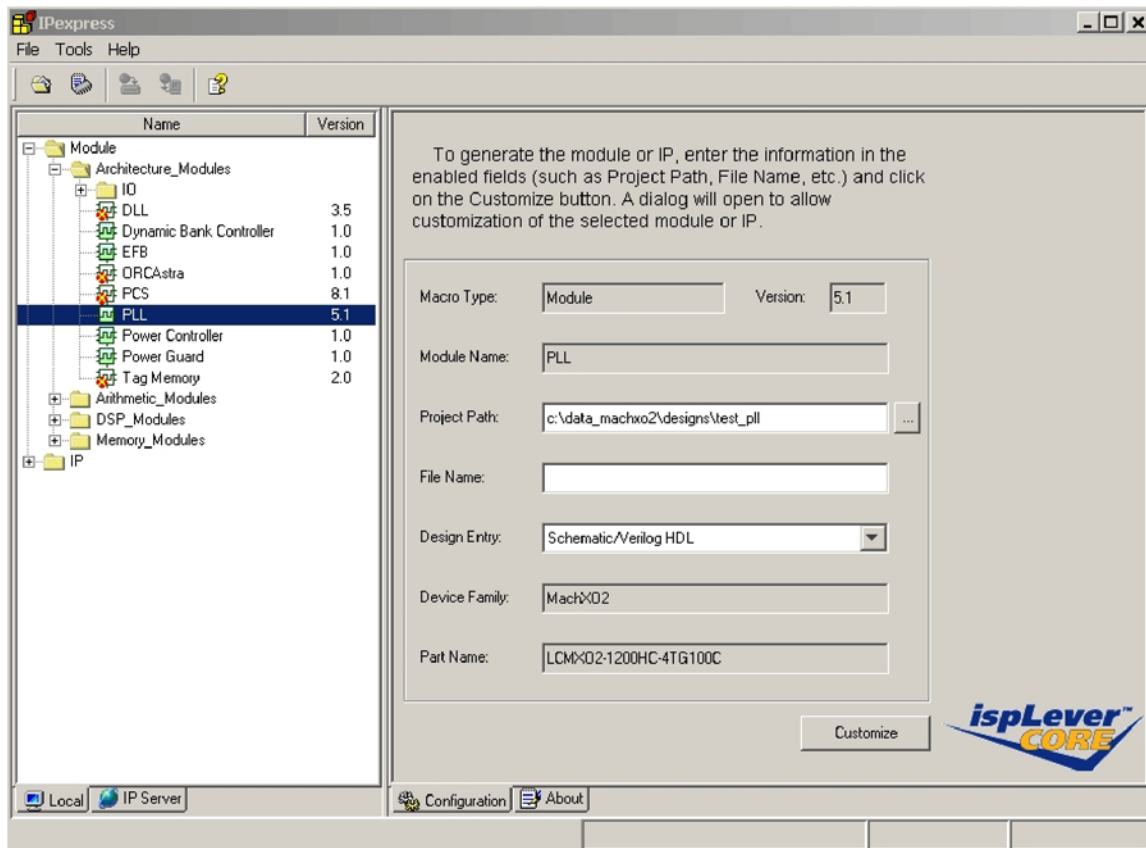 IPexpress
File Tools Help
Name Version
Module
Architecture_Modules
IO
DLL 3.5
Dynamic Bank Controller 1.0
EFB 1.0
ORCAstra 1.0
PCS 8.1
PLL 5.1
Power Controller 1.0
Power Guard 1.0
Tag Memory 2.0
Arithmetic_Modules
DSP_Modules
Memory_Modules
IP
Local IP Server
To generate the module or IP, enter the information in the
enabled fields (such as Project Path, File Name, etc.) and click
on the Customize button. A dialog will open to allow
customization of the selected module or IP.
Macro Type: Module Version: 5.1
Module Name: PLL
Project Path: c:\data_machxo2\designs\test_pll ...
File Name:
Design Entry: Schematic/Verilog HDL
Device Family: MachXO2
Part Name: LCMXO2-1200HC-4TG100C
Customize
ispLever™
CORE
Configuration About